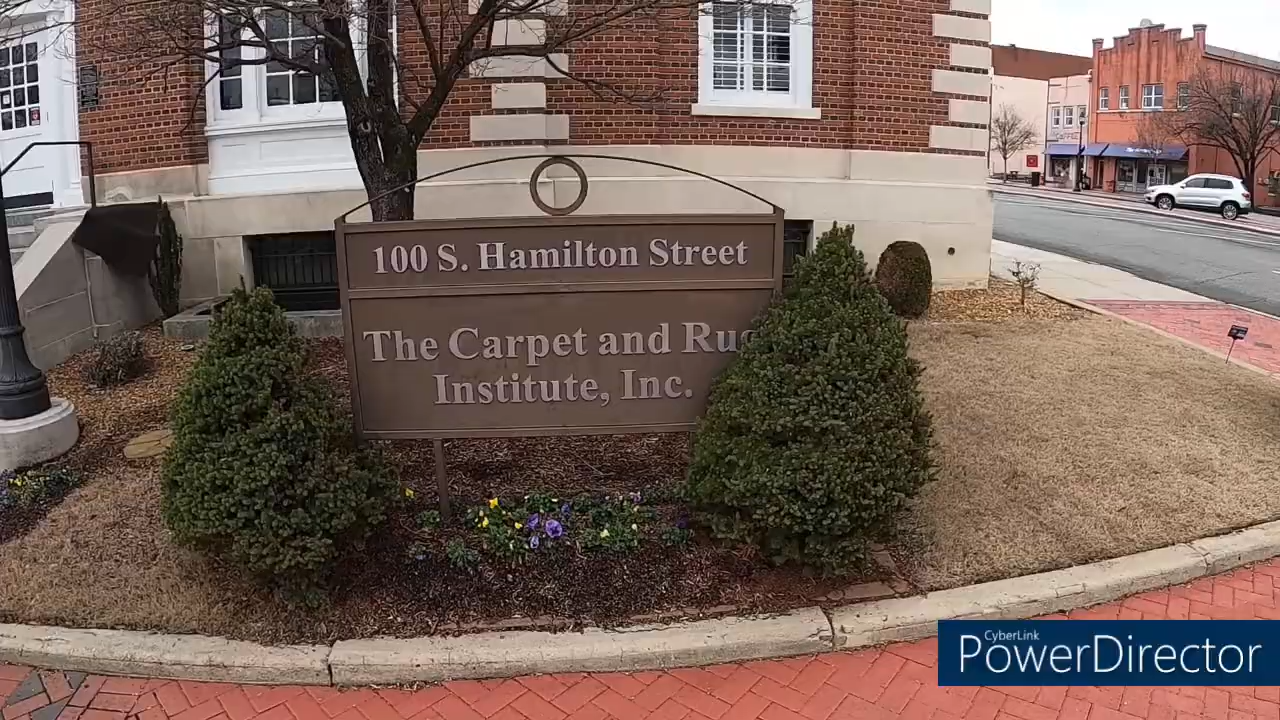 100 S. Hamilton Street
The Carpet and Rug
Institute, Inc.
CyberLink
PowerDirector